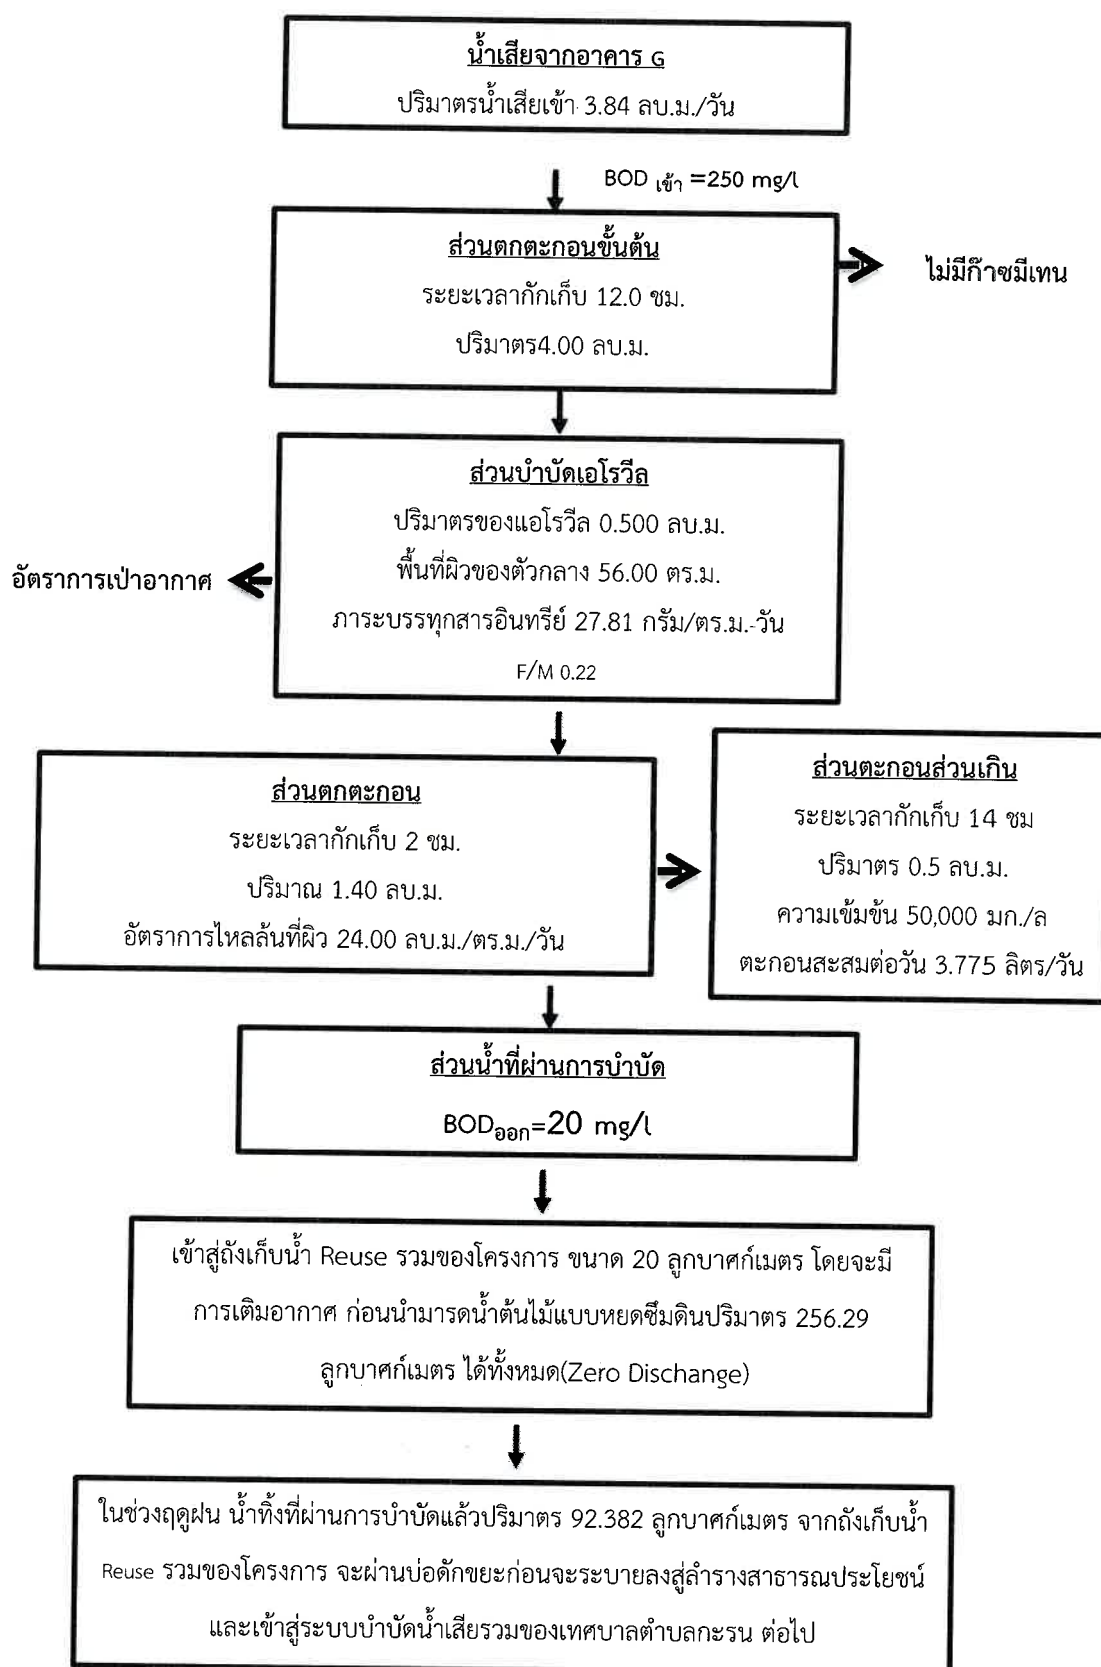 น้ำเสียจากอาคาร G
ปริมาตรน้ำเสียเข้า 3.84 ลบ.ม./วัน
BOD เข้า =250 mg/l
ส่วนตกตะกอนขั้นต้น
ระยะเวลากักเก็บ 12.0 ชม.
ปริมาตร4.00 ลบ.ม.
ไม่มีก๊าซมีเทน
ส่วนบำบัดเอโรวีล
ปริมาตรของแอโรวีล 0.500 ลบ.ม.
พื้นที่ผิวของตัวกลาง 56.00 ตร.ม.
ภาระบรรทุกสารอินทรีย์ 27.81 กรัม/ตร.ม.-วัน
F/M 0.22
อัตราการเป่าอากาศ
ส่วนตกตะกอน
ระยะเวลากักเก็บ 2 ชม.
ปริมาณ 1.40 ลบ.ม.
อัตราการไหลล้นที่ผิว 24.00 ลบ.ม./ตร.ม./วัน
ส่วนตะกอนส่วนเกิน
ระยะเวลากักเก็บ 14 ชม
ปริมาตร 0.5 ลบ.ม.
ความเข้มข้น 50,000 มก./ล
ตะกอนสะสมต่อวัน 3.775 ลิตร/วัน
ส่วนน้ำที่ผ่านการบำบัด
BODออก=20 mg/l
เข้าสู่ถังเก็บน้ำ Reuse รวมของโครงการ ขนาด 20 ลูกบาศก์เมตร โดยจะมี
การเติมอากาศ ก่อนนำมารดน้ำต้นไม้แบบหยดซึมดินปริมาตร 256.29
ลูกบาศก์เมตร ได้ทั้งหมด(Zero Dischange)
ในช่วงฤดูฝน น้ำทิ้งที่ผ่านการบำบัดแล้วปริมาตร 92.382 ลูกบาศก์เมตร จากถังเก็บน้ำ
Reuse รวมของโครงการ จะผ่านบ่อดักขยะก่อนจะระบายลงสู่ลำรางสาธารณประโยชน์
และเข้าสู่ระบบบำบัดน้ำเสียรวมของเทศบาลตำบลกะรน ต่อไป